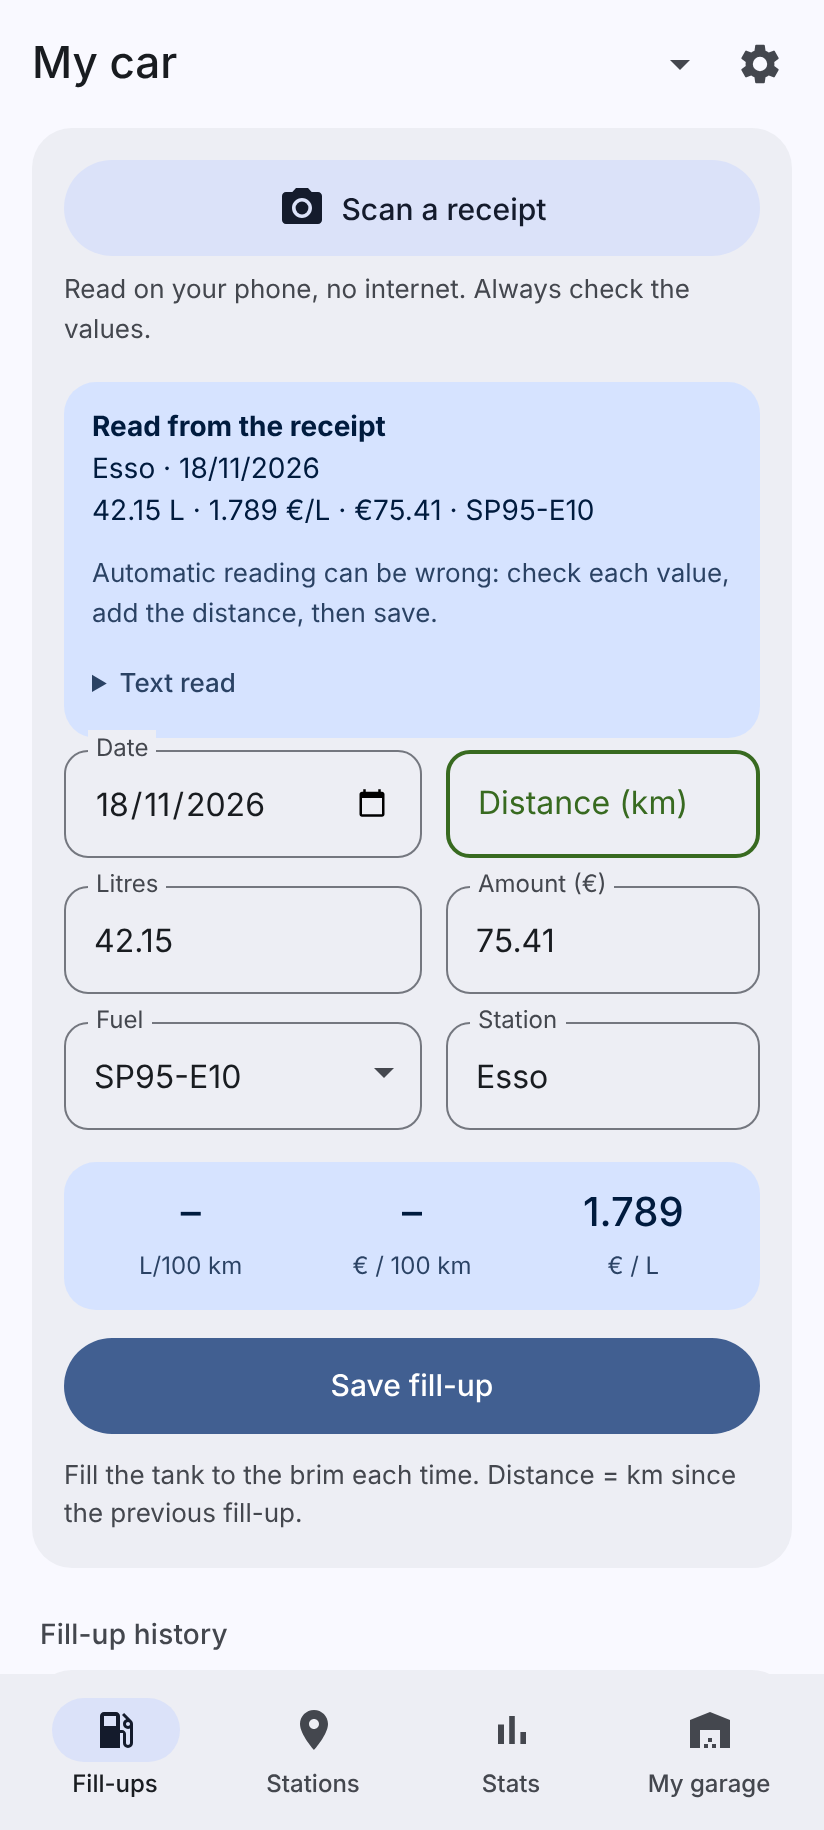 My car
Scan a receipt
Read on your phone, no internet. Always check the
values.
Read from the receipt
Esso · 18/11/2026
42.15 L · 1.789 €/L · €75.41 · SP95-E10
Automatic reading can be wrong: check each value,
add the distance, then save.
Text read
Date
18/11/2026
Distance (km)
Litres
42.15
Amount (€)
75.41
Fuel
SP95-E10
Station
Esso
– – 1.789
L/100 km € / 100 km € / L
Save fill-up
Fill the tank to the brim each time. Distance = km since
the previous fill-up.
Fill-up history
Fill-ups Stations Stats My garage